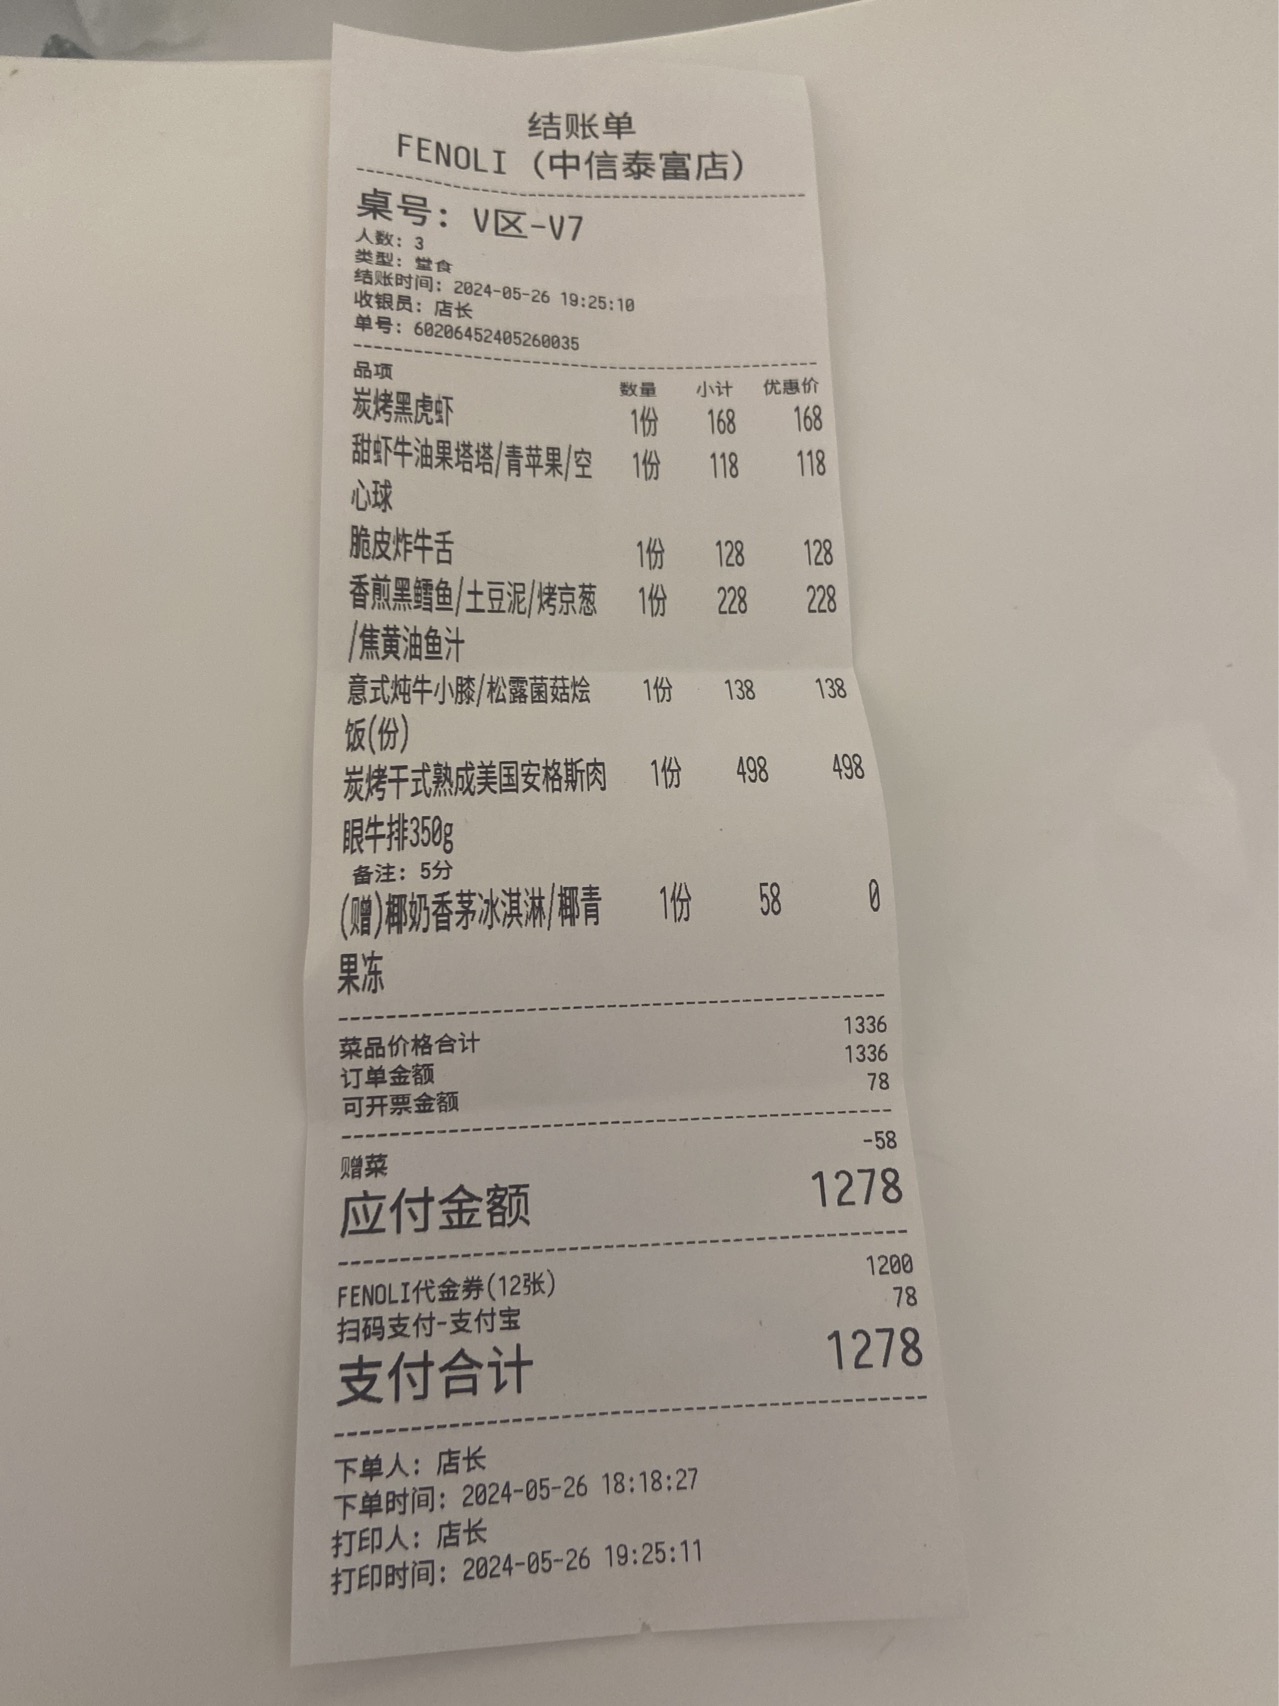 结账单
FENOLI（中信泰富店）
桌号：V区-V7
人数：3
类型：堂食
结账时间：2024-05-26 19:25:10
收银员：店长
单号：60206452405260035
品项 数量 小计 优惠价
炭烤黑虎虾 1份 168 168
甜虾牛油果塔塔/青苹果/空 1份 118 118
心球
脆皮炸牛舌 1份 128 128
香煎黑鳕鱼/土豆泥/烤京葱 1份 228 228
/焦黄油鱼汁
意式炖牛小膝/松露菌菇烩 1份 138 138
饭(份)
炭烤干式熟成美国安格斯肉 1份 498 498
眼牛排350g
备注：5分
(赠)椰奶香茅冰淇淋/椰青 1份 58 0
果冻
菜品价格合计 1336
订单金额 1336
可开票金额 78
赠菜 -58
应付金额 1278
FENOLI代金券(12张) 1200
扫码支付-支付宝 78
支付合计 1278
下单人：店长
下单时间：2024-05-26 18:18:27
打印人：店长
打印时间：2024-05-26 19:25:11